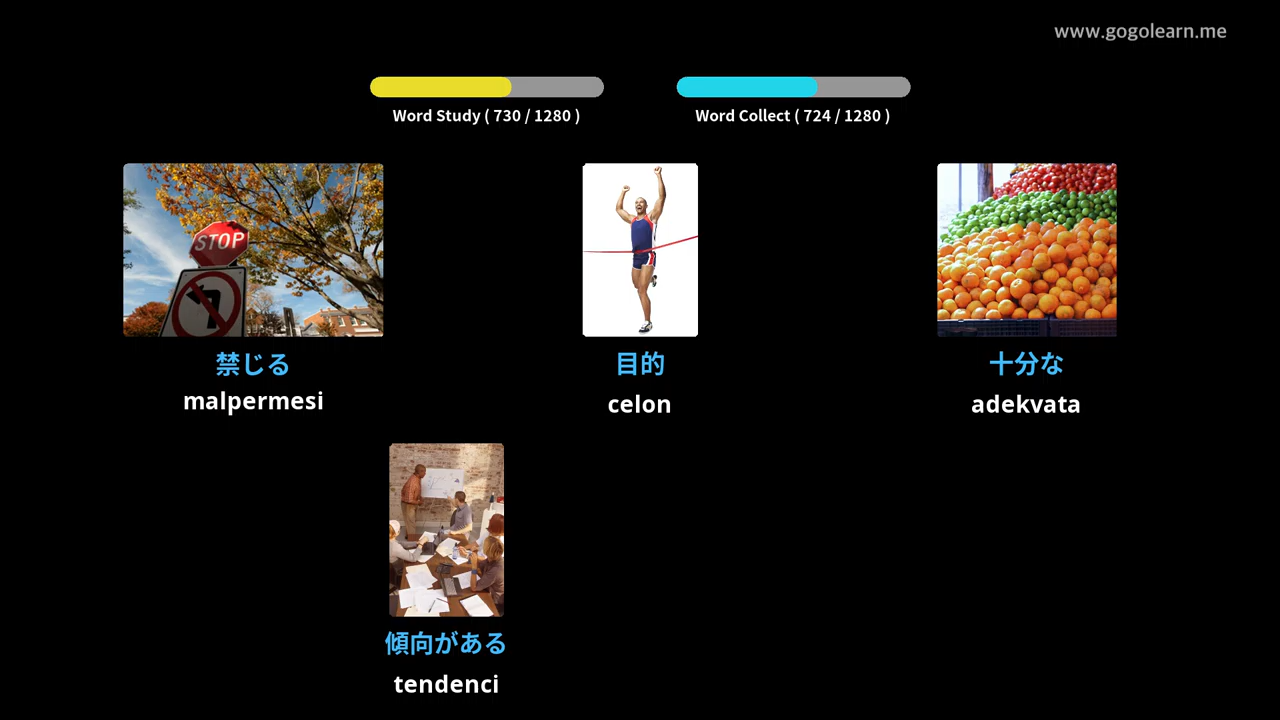 www.gogolearn.me
Word Study ( 730 / 1280 )
Word Collect ( 724 / 1280 )
STOP
禁じる
malpermesi
目的
celon
十分な
adekvata
傾向がある
tendenci